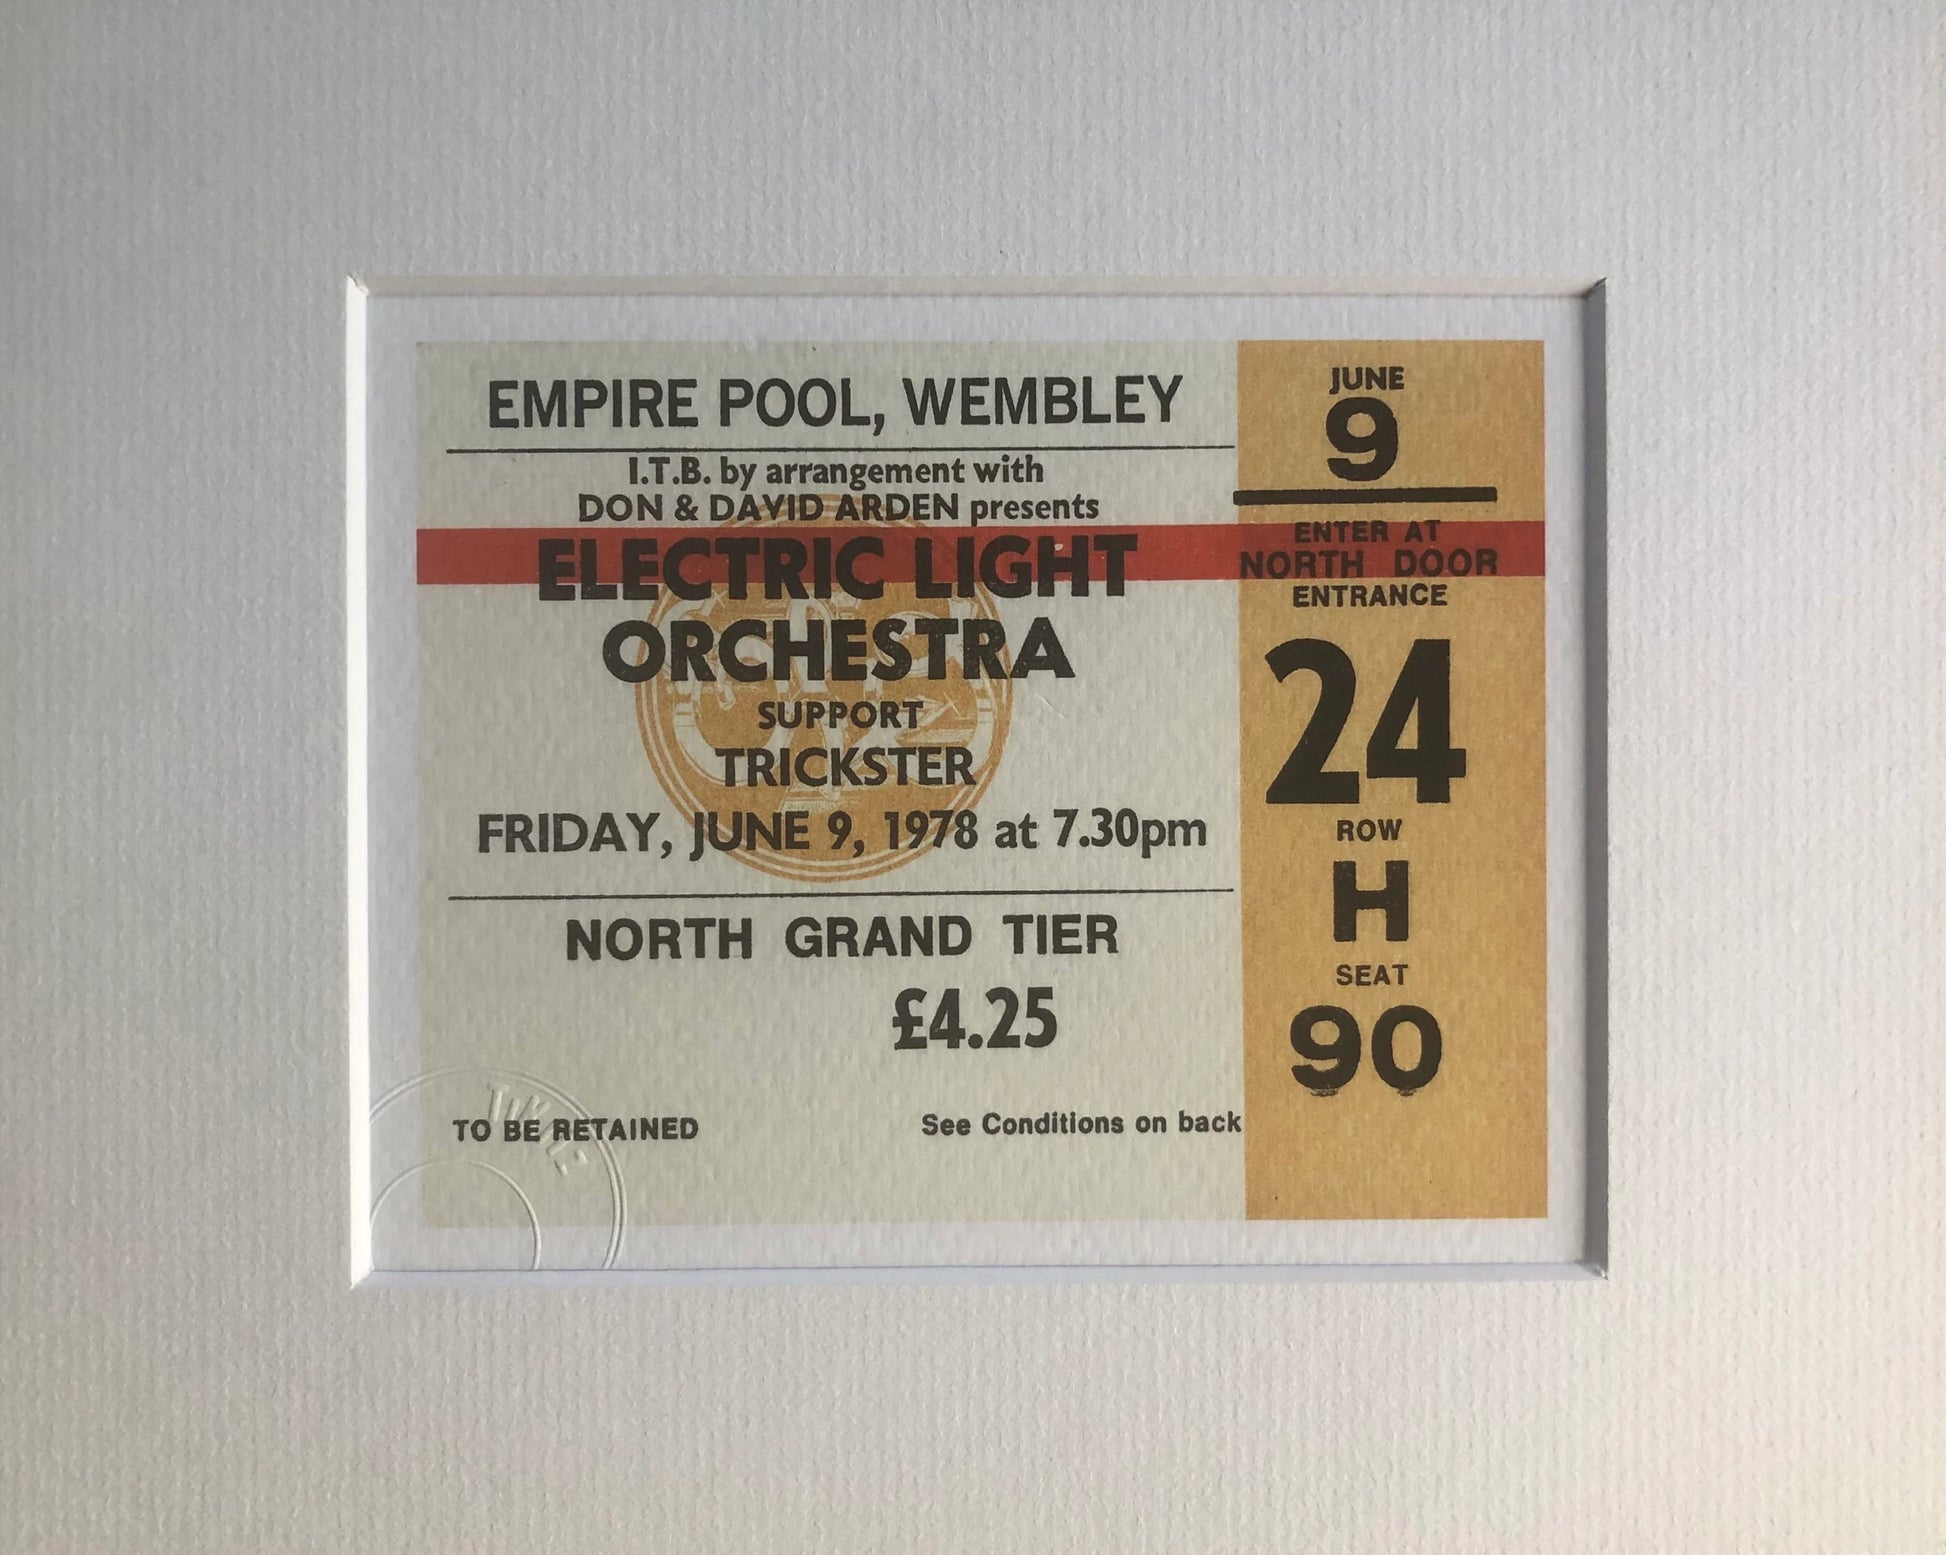 EMPIRE POOL, WEMBLEY
I.T.B. by arrangement with
DON & DAVID ARDEN presents
ELECTRIC LIGHT
ORCHESTRA
SUPPORT
TRICKSTER
FRIDAY, JUNE 9, 1978 at 7.30pm
NORTH GRAND TIER
£4.25
TO BE RETAINED
See Conditions on back
JUNE
9
ENTER AT
NORTH DOOR
ENTRANCE
24
ROW
H
SEAT
90